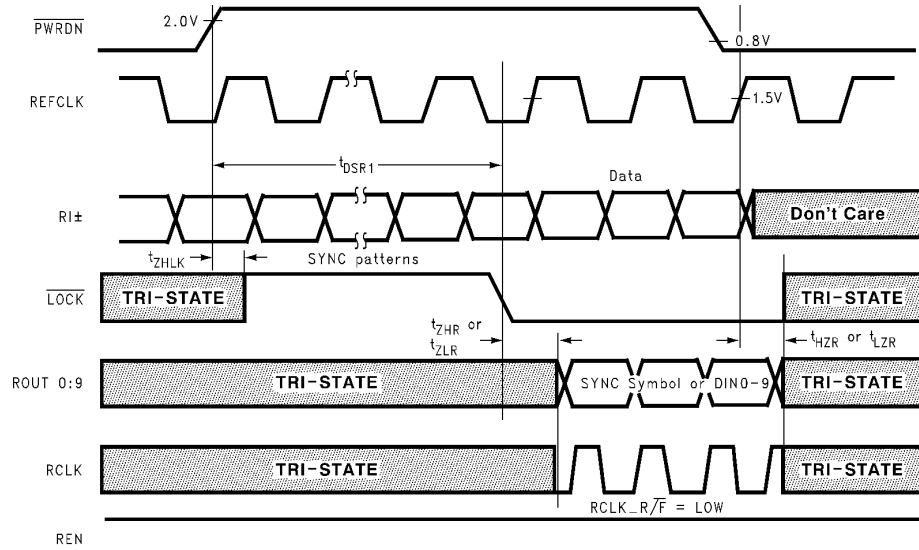 PWRDN
2.0V
0.8V
REFCLK
1.5V
tDSR1
Data
RI±
Don't Care
tZHLK
SYNC patterns
LOCK
TRI-STATE
TRI-STATE
tZHR or
tZLR
tHZR or tLZR
ROUT 0:9
TRI-STATE
SYNC Symbol or DIN0-9
TRI-STATE
RCLK
TRI-STATE
TRI-STATE
RCLK_R/F = LOW
REN